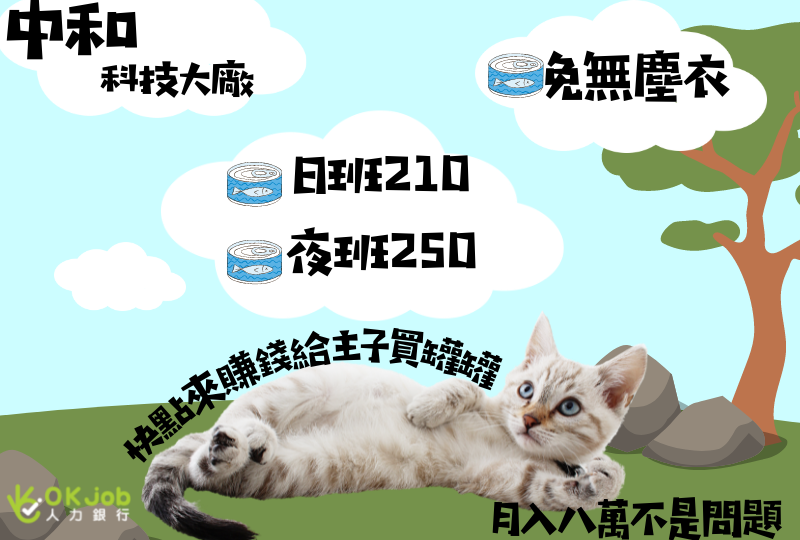 中和
科技大廠
免無塵衣
日班210
夜班250
快點來賺錢給主子買罐罐
OKJob
人力銀行
月入八萬不是問題